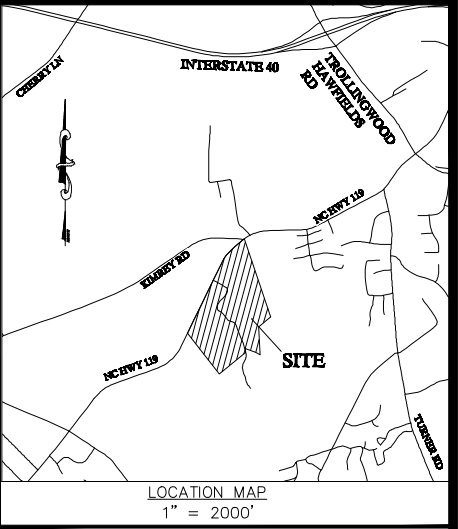 CHERRY LN
INTERSTATE 40
TROLLINGWOOD
HAWFIELDS
RD
NC HWY 119
KIMREY RD
SITE
NC HWY 119
TURNER RD
LOCATION MAP
1" = 2000'